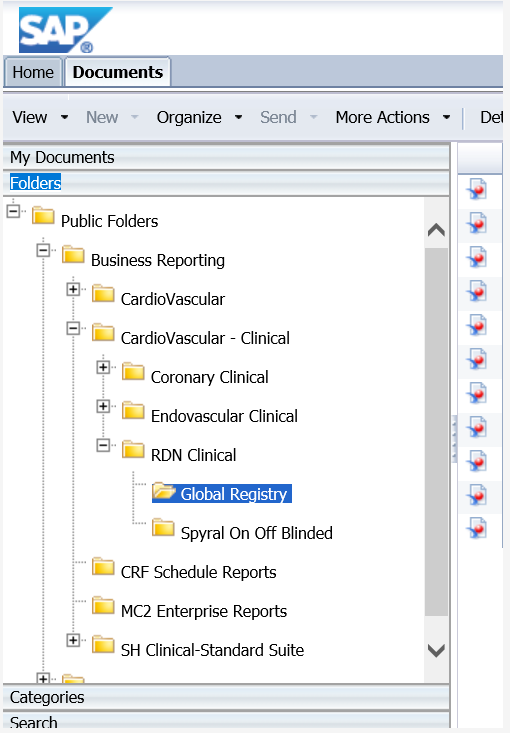 SAP ®
Home Documents
View New Organize Send More Actions Det
My Documents
Folders
Public Folders
Business Reporting
CardioVascular
CardioVascular - Clinical
Coronary Clinical
Endovascular Clinical
RDN Clinical
Global Registry
Spyral On Off Blinded
CRF Schedule Reports
MC2 Enterprise Reports
SH Clinical-Standard Suite
Categories
Search